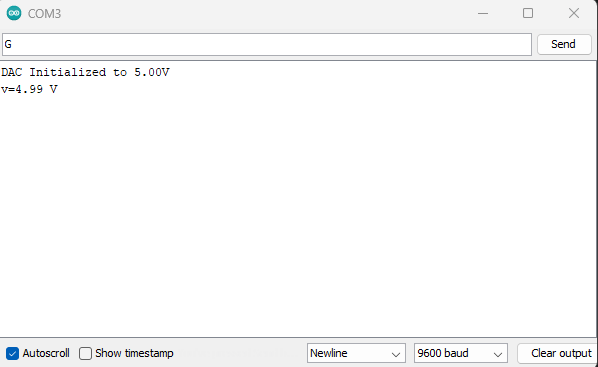 COM3
G
Send
DAC Initialized to 5.00V
v=4.99 V
Autoscroll
Show timestamp
Newline
9600 baud
Clear output